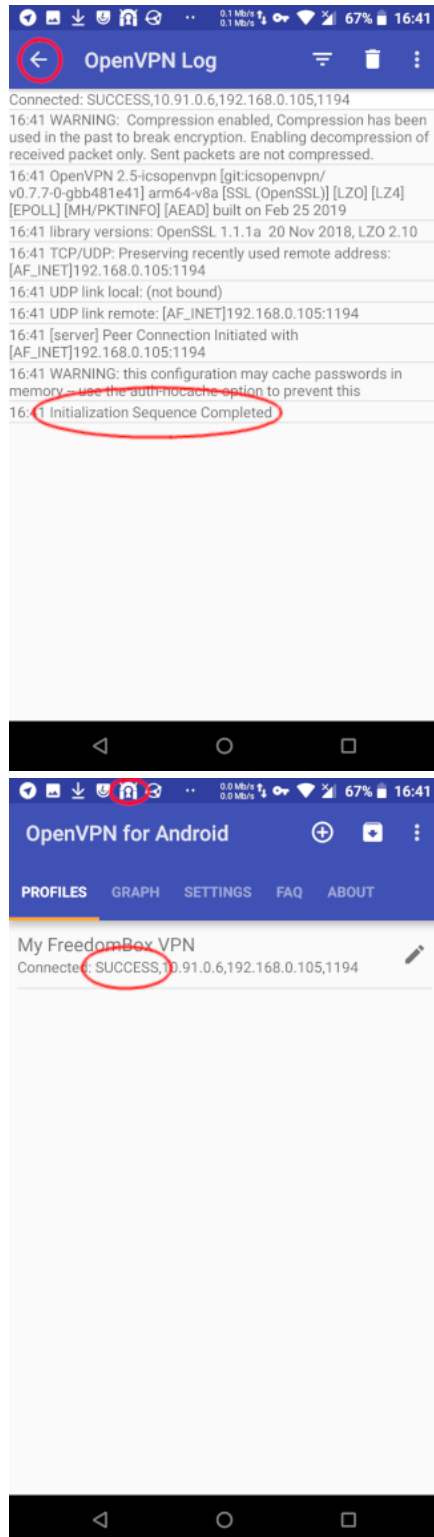 0.1 Mb/s
0.1 Mb/s
67%
16:41
OpenVPN Log
Connected: SUCCESS,10.91.0.6,192.168.0.105,1194
16:41 WARNING: Compression enabled, Compression has been
used in the past to break encryption. Enabling decompression of
received packet only. Sent packets are not compressed.
16:41 OpenVPN 2.5-icsopenvpn [git:icsopenvpn/
v0.7.7-0-gbb481e41] arm64-v8a [SSL (OpenSSL)] [LZO] [LZ4]
[EPOLL] [MH/PKTINFO] [AEAD] built on Feb 25 2019
16:41 library versions: OpenSSL 1.1.1a 20 Nov 2018, LZO 2.10
16:41 TCP/UDP: Preserving recently used remote address:
[AF_INET]192.168.0.105:1194
16:41 UDP link local: (not bound)
16:41 UDP link remote: [AF_INET]192.168.0.105:1194
16:41 [server] Peer Connection Initiated with
[AF_INET]192.168.0.105:1194
16:41 WARNING: this configuration may cache passwords in
memory -- use the auth-nocache option to prevent this
16:41 Initialization Sequence Completed
0.0 Mb/s
0.0 Mb/s
67%
16:41
OpenVPN for Android
PROFILES GRAPH SETTINGS FAQ ABOUT
My FreedomBox VPN
Connected: SUCCESS,10.91.0.6,192.168.0.105,1194